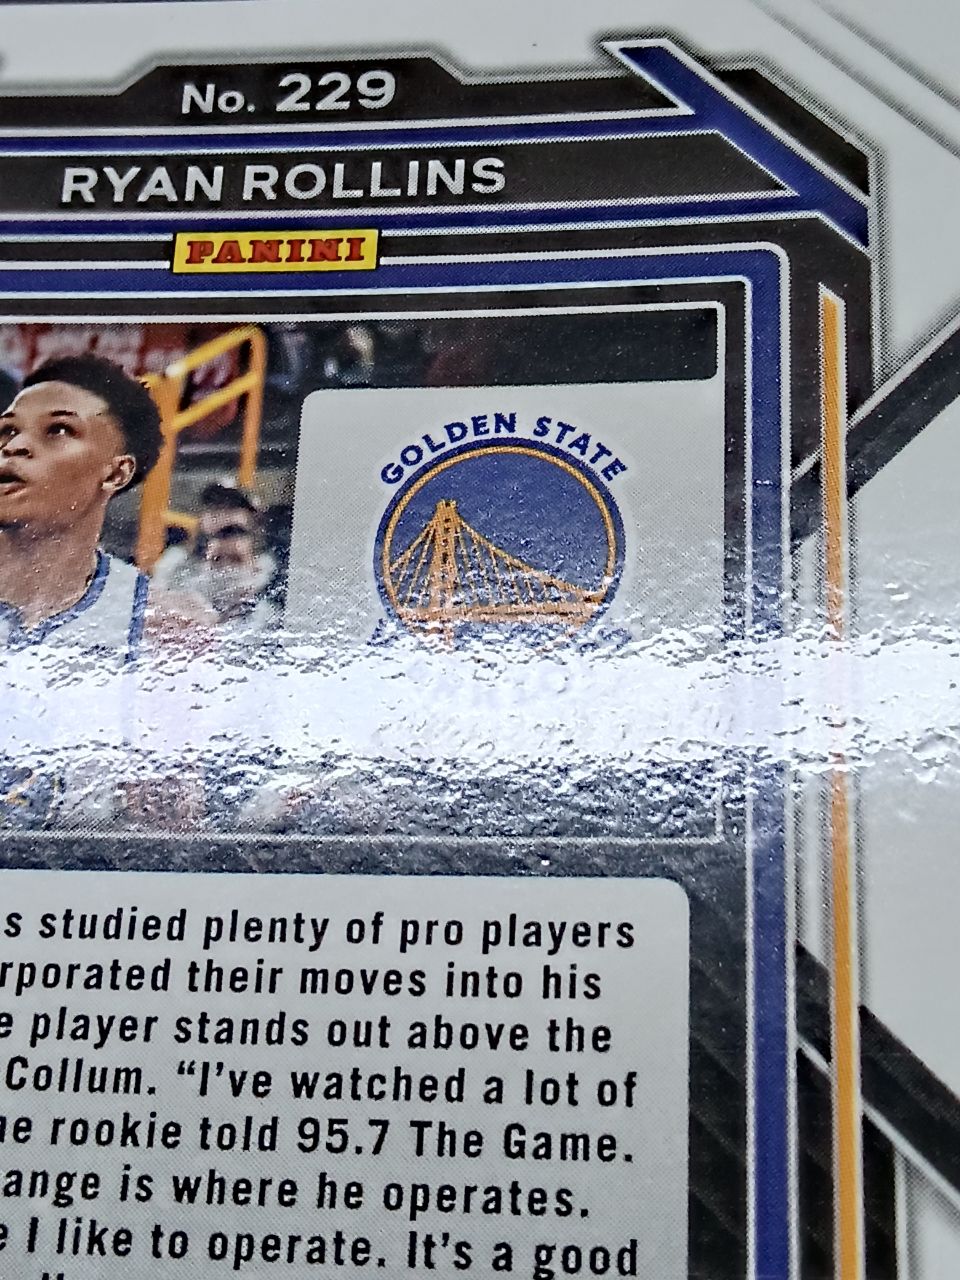 No. 229
RYAN ROLLINS
PANINI
GOLDEN STATE
s studied plenty of pro players
rporated their moves into his
e player stands out above the
Collum. “I’ve watched a lot of
ne rookie told 95.7 The Game.
ange is where he operates.
e I like to operate. It’s a good